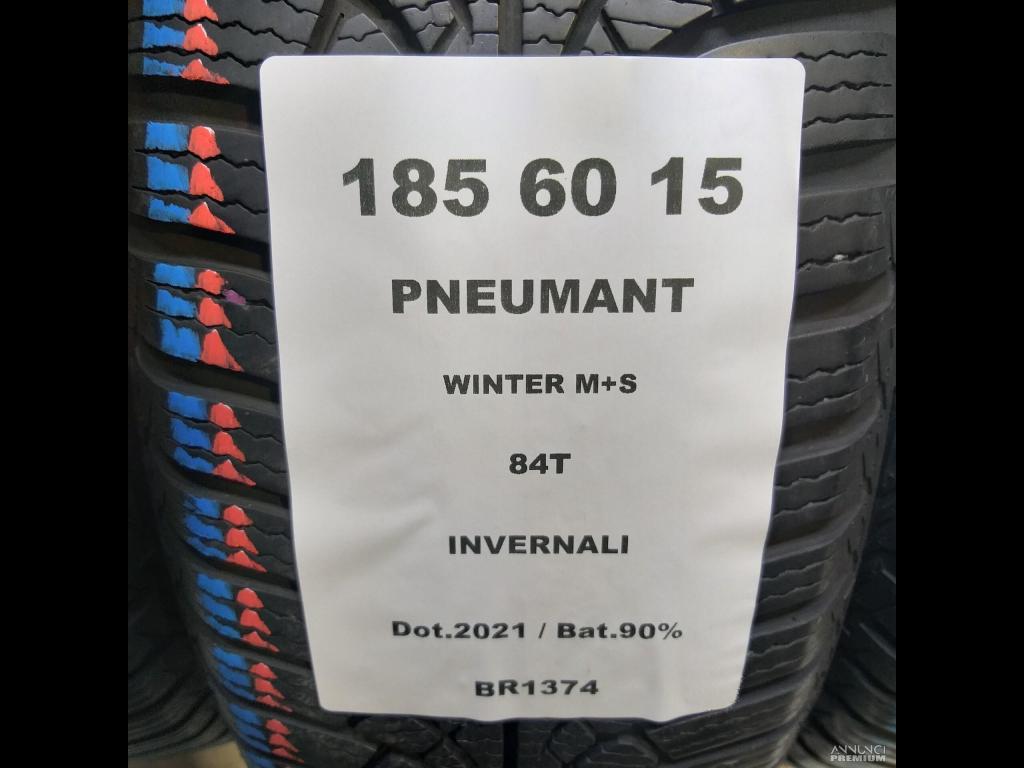 185 60 15
PNEUMANT
WINTER M+S
84T
INVERNALI
Dot.2021 / Bat.90%
BR1374
ANNUNCI
PREMIUM